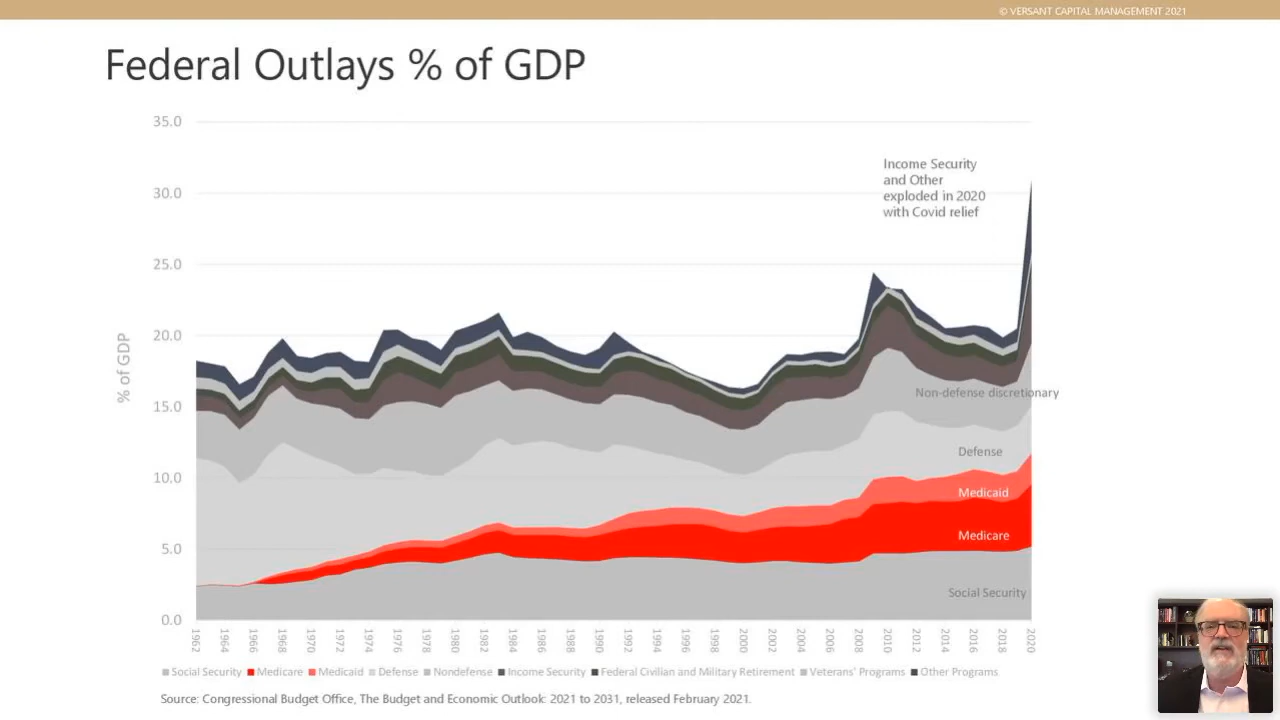 © VERSANT CAPITAL MANAGEMENT 2021
Federal Outlays % of GDP
35.0
30.0
25.0
20.0
15.0
10.0
5.0
0.0
% of GDP
Income Security
and Other
exploded in 2020
with Covid relief
Non-defense discretionary
Defense
Medicaid
Medicare
Social Security
1962 1964 1966 1968 1970 1972 1974 1976 1978 1980 1982 1984 1986 1988 1990 1992 1994 1996 1998 2000 2002 2004 2006 2008 2010 2012 2014 2016 2018 2020
Social Security Medicare Medicaid Defense Nondefense Income Security Federal Civilian and Military Retirement Veterans' Programs Other Programs
Source: Congressional Budget Office, The Budget and Economic Outlook: 2021 to 2031, released February 2021.